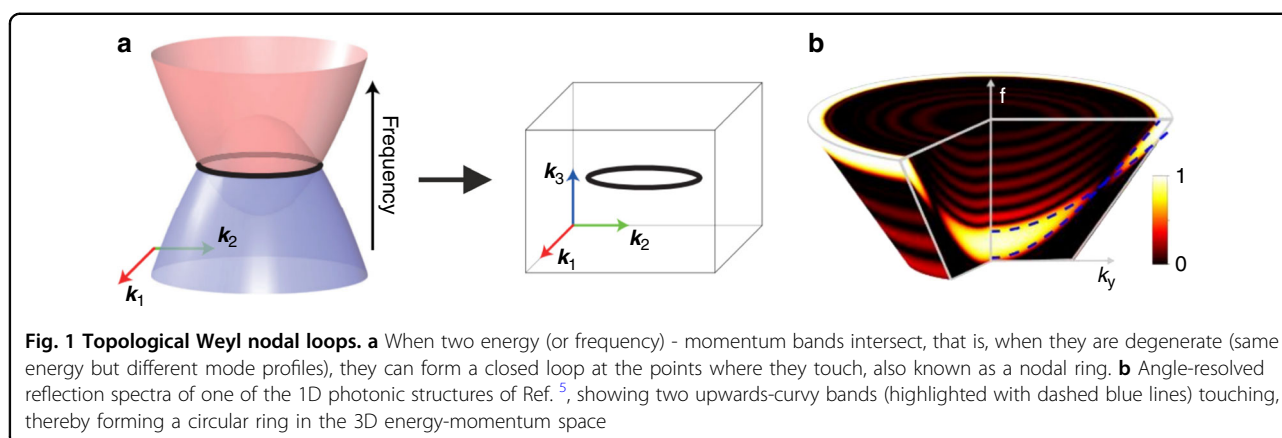 a
b
Frequency
k2
k1
k3
k2
k1
f
1
0
ky
Fig. 1 Topological Weyl nodal loops. a When two energy (or frequency) - momentum bands intersect, that is, when they are degenerate (same
energy but different mode profiles), they can form a closed loop at the points where they touch, also known as a nodal ring. b Angle-resolved
reflection spectra of one of the 1D photonic structures of Ref. 5, showing two upwards-curvy bands (highlighted with dashed blue lines) touching,
thereby forming a circular ring in the 3D energy-momentum space